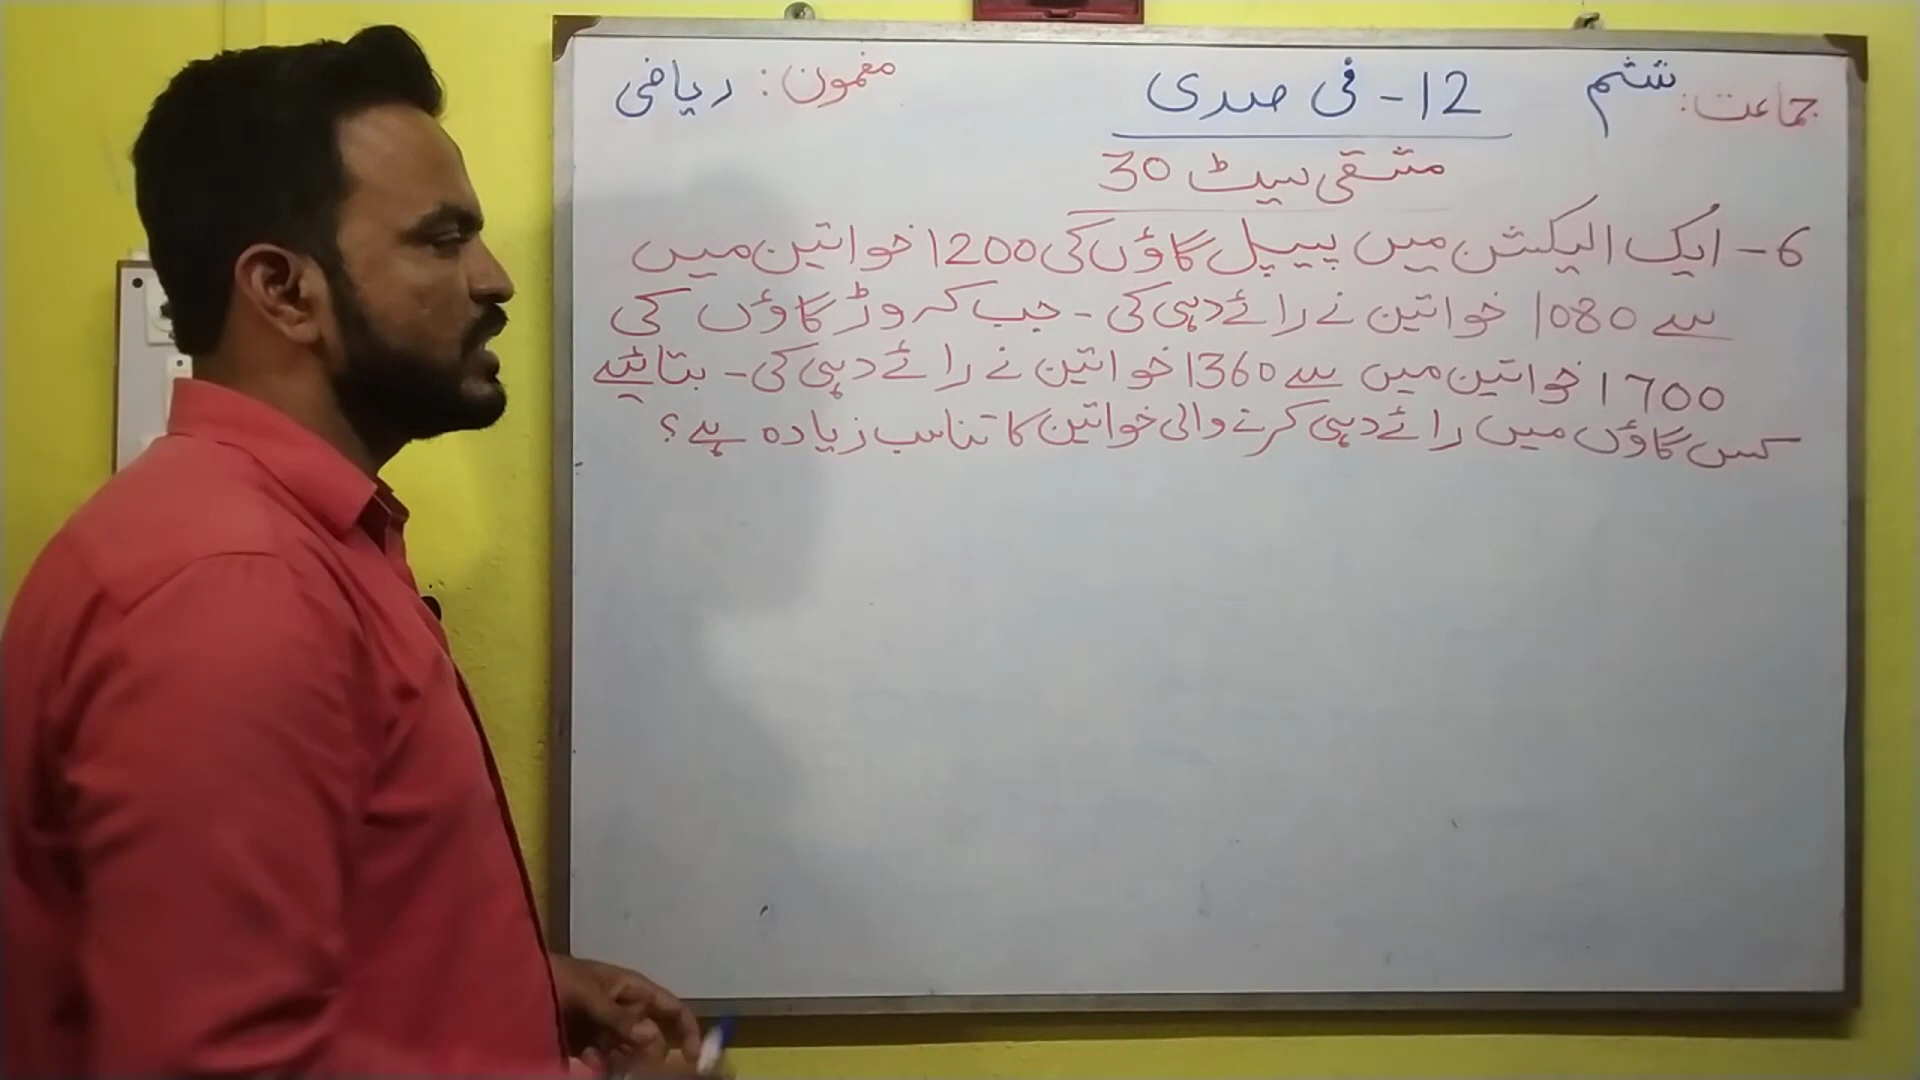 جماعت: ششم
12- فی صدی
مضمون: ریاضی
مشقی سیٹ 30
6- ایک الیکشن میں پیپل گاؤں کی 1200 خواتین میں
سے 1080 خواتین نے رائے دہی کی - جب کہ وڑ گاؤں کی
1700 خواتین میں سے 1360 خواتین نے رائے دہی کی - بتائیے
کس گاؤں میں رائے دہی کرنے والی خواتین کا تناسب زیادہ ہے؟